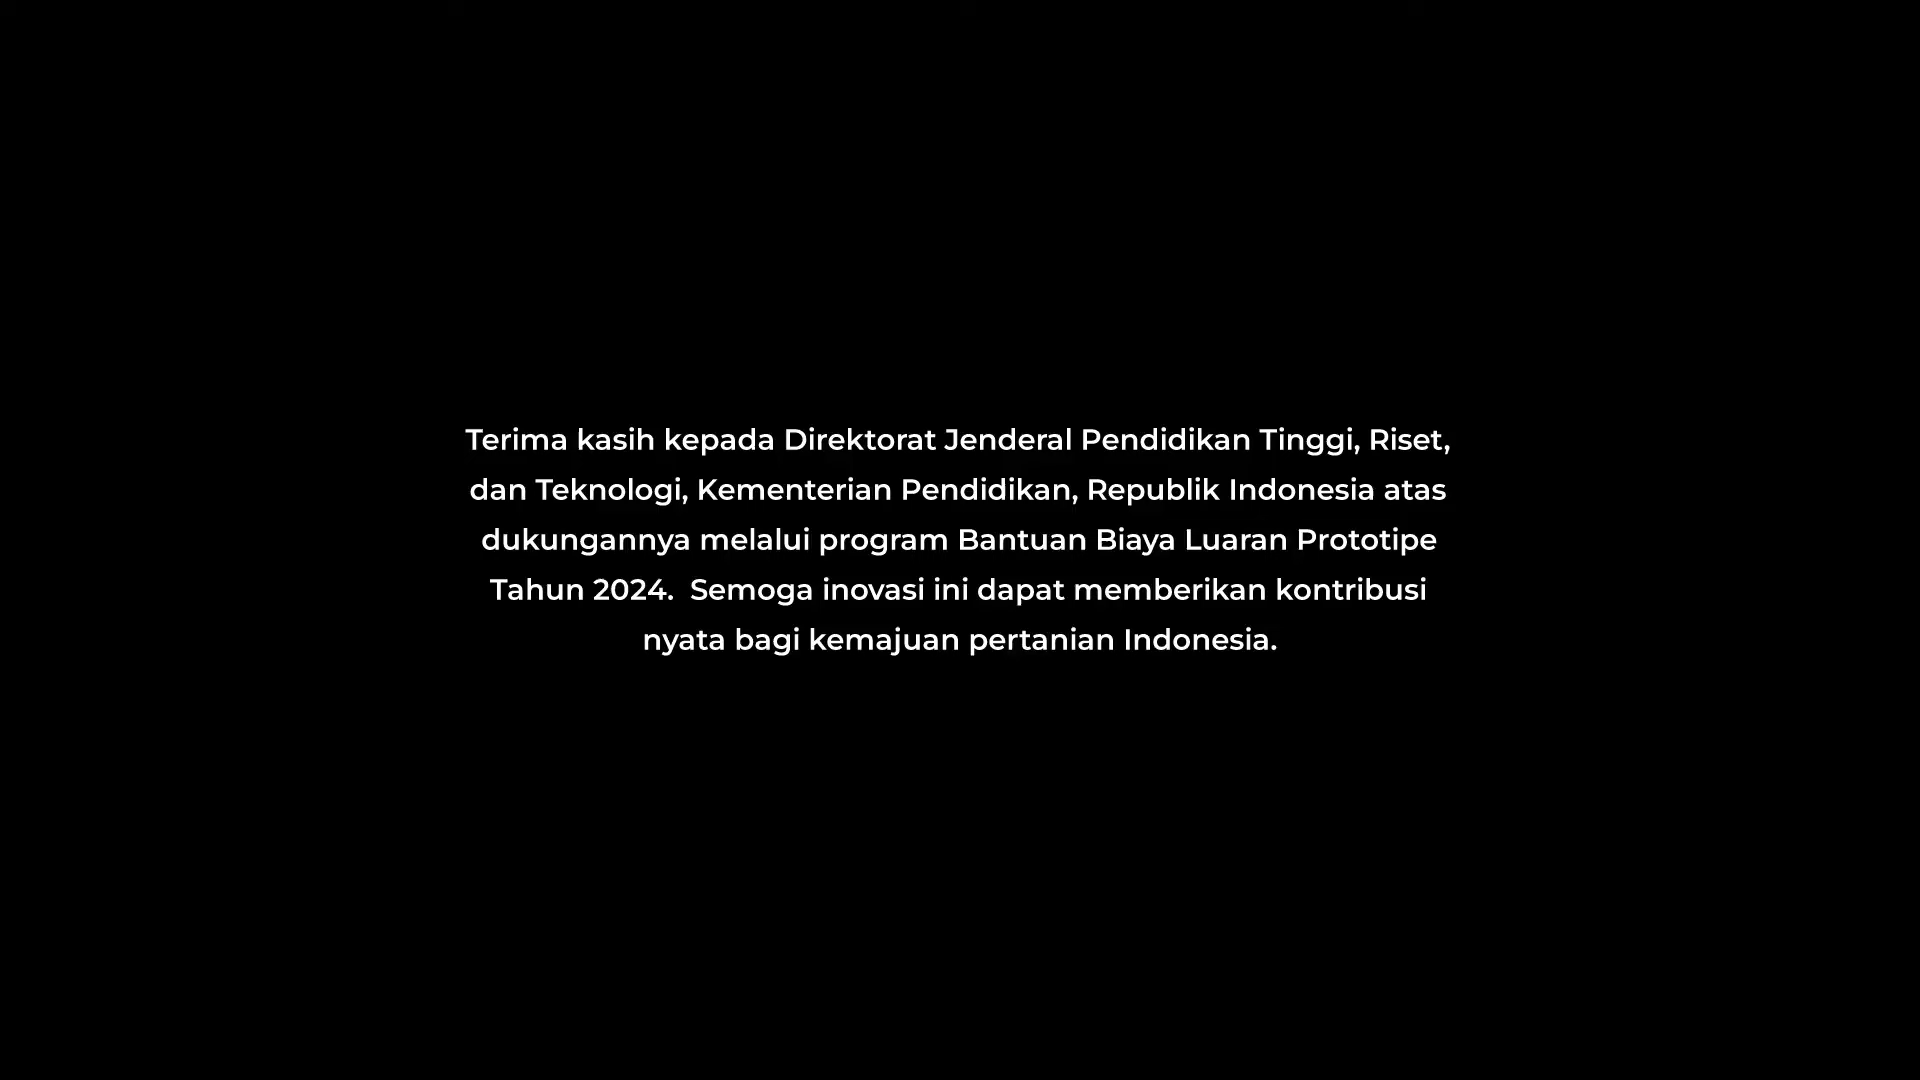 Terima kasih kepada Direktorat Jenderal Pendidikan Tinggi, Riset,
dan Teknologi, Kementerian Pendidikan, Republik Indonesia atas
dukungannya melalui program Bantuan Biaya Luaran Prototipe
Tahun 2024.  Semoga inovasi ini dapat memberikan kontribusi
nyata bagi kemajuan pertanian Indonesia.